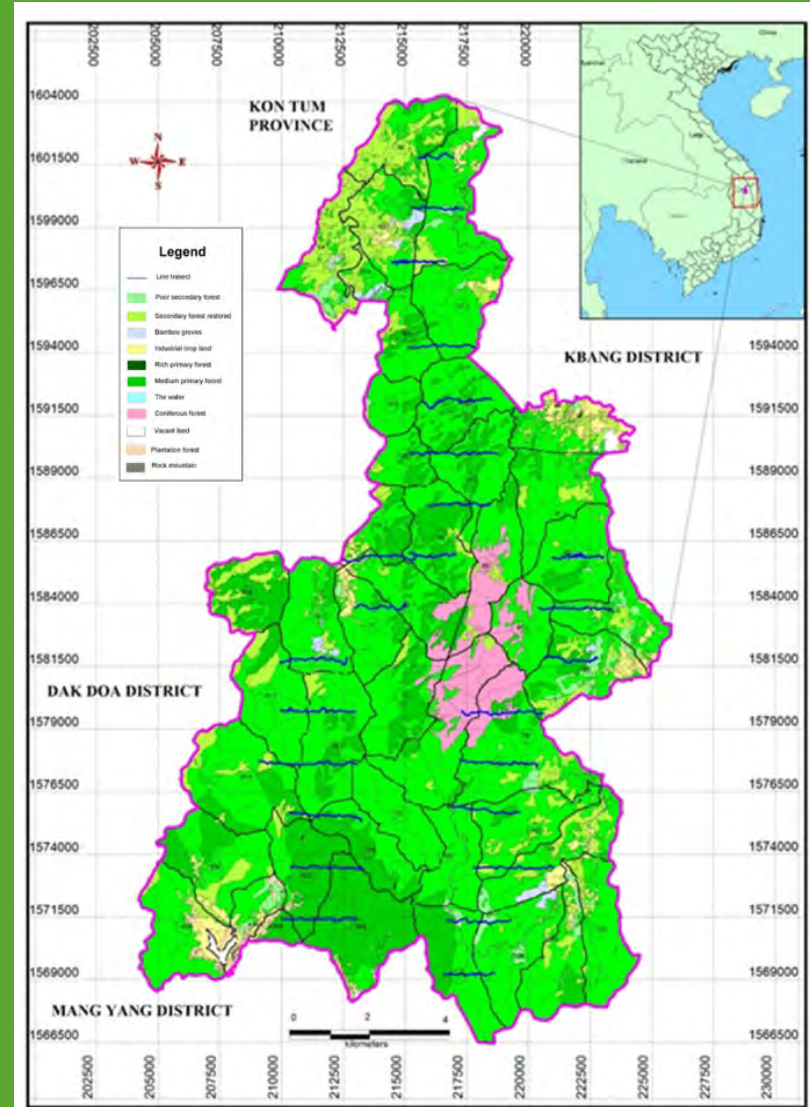 202500 205000 207500 210000 212500 215000 217500 220000
China
Laos
Thailand
1604000
KON TUM
PROVINCE
N
W E
S
1601500
1599000
Legend
Line trasect
Poor secondary forest
Secondary forest restored
Bamboo groves
Industrial crop land
Rich primary forest
Medium primary forest
The water
Coniferous forest
Vacant land
Plantation forest
Rock mountain
1596500
1594000 1594000
KBANG DISTRICT
1591500 1591500
1589000 1589000
1586500 1586500
1584000 1584000
1581500 1581500
DAK DOA DISTRICT
1579000 1579000
1576500 1576500
1574000 1574000
1571500 1571500
1569000 1569000
MANG YANG DISTRICT
0 2 4
kilometers
1566500 1566500
202500 205000 207500 210000 212500 215000 217500 220000 222500 225000 227500 230000